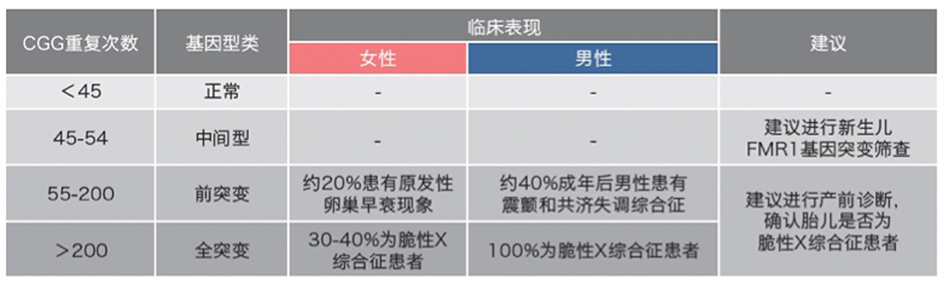 CGG重复次数
基因型类
临床表现
建议
女性
男性
<45
正常
-
-
-
45-54
中间型
-
-
建议进行新生儿
FMR1基因突变筛查
55-200
前突变
约20%患有原发性
卵巢早衰现象
约40%成年后男性患有
震颤和共济失调综合征
建议进行产前诊断,
确认胎儿是否为
脆性X综合征患者
>200
全突变
30-40%为脆性X
综合征患者
100%为脆性X综合征患者